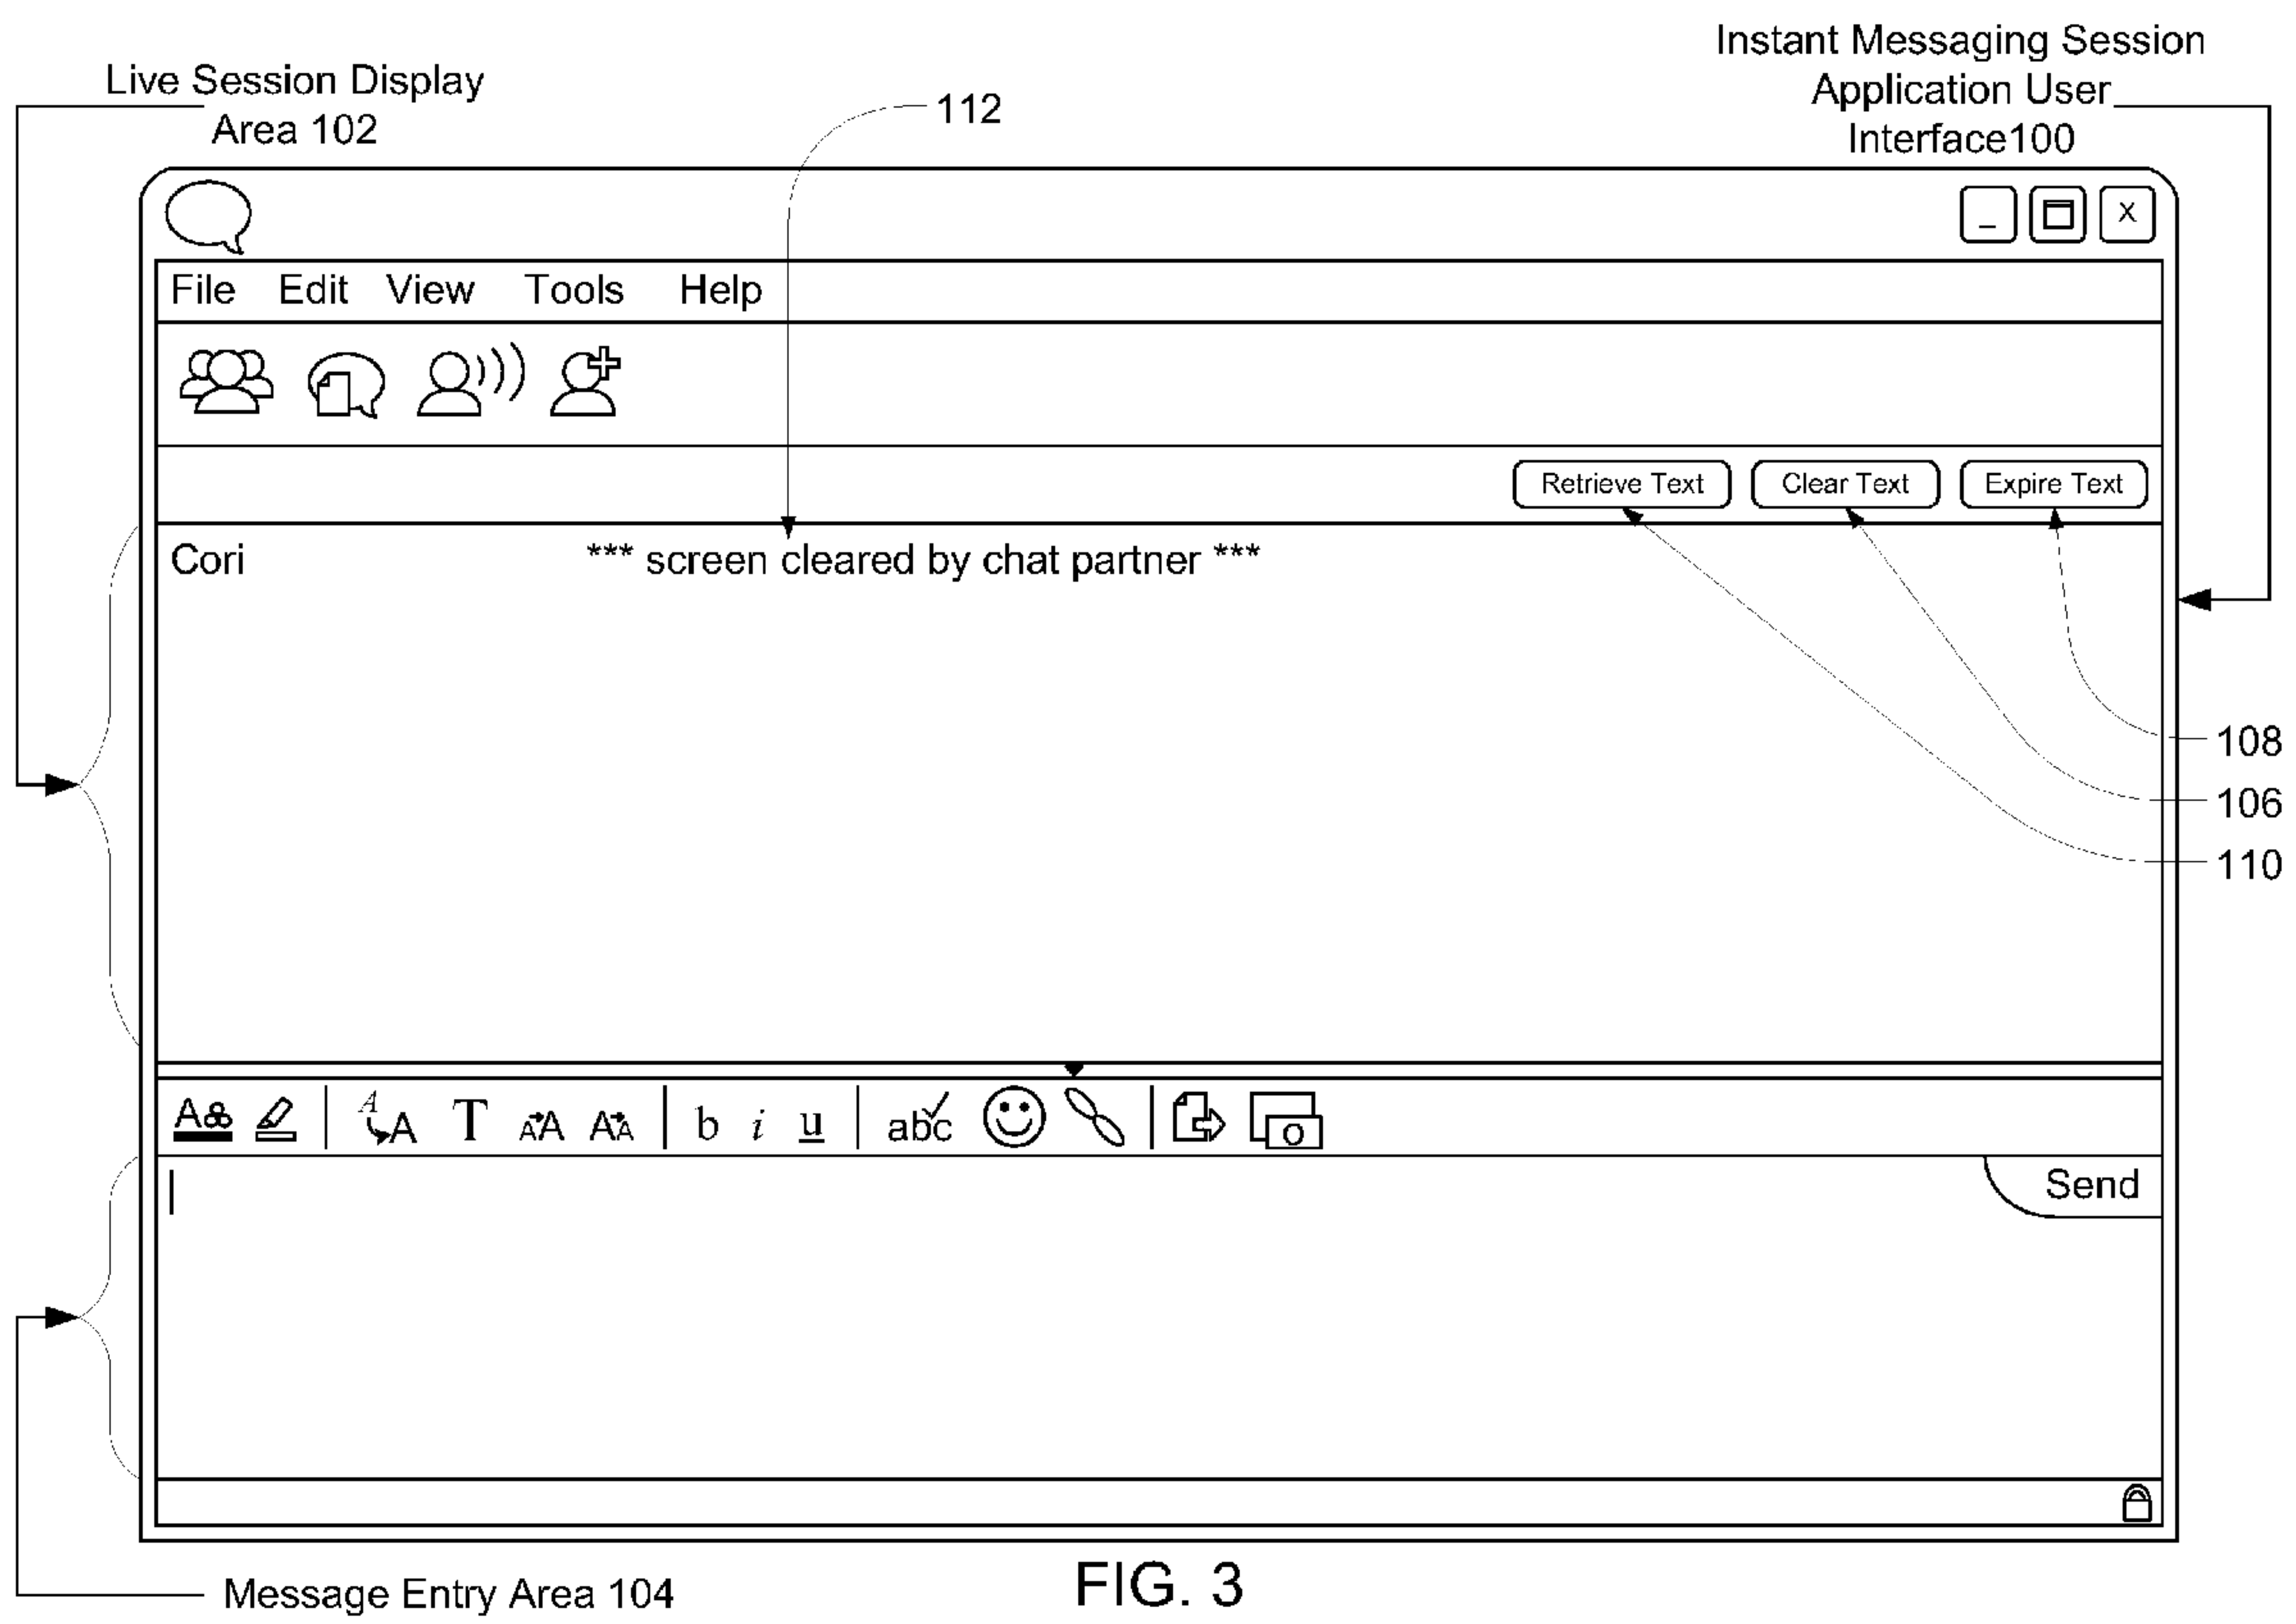 Live Session Display
Area 102
112
Instant Messaging Session
Application User
Interface100
_
X
File Edit View Tools Help
Retrieve Text Clear Text Expire Text
Cori *** screen cleared by chat partner ***
108
106
110
A A A T AA AA b i u abc O
Send
Message Entry Area 104
FIG. 3